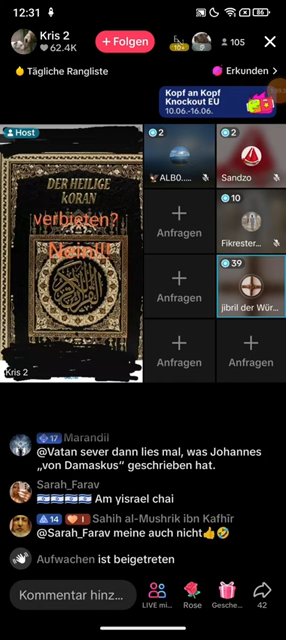 12:31
86
Kris 2
62.4K
+ Folgen
10+
105
Tägliche Rangliste
Erkunden >
Kopf an Kopf
Knockout EU
10.06.-16.06.
Host
DER HEILIGE
KORAN
verbieten?
Nein!!!
Kris 2
2
ALB0.....
2
Sandzo
Anfragen
10
Fikrester...
Anfragen
39
jibril der Wür...
Anfragen
Anfragen
17 Marandil
@Vatan sever dann lies mal, was Johannes
„von Damaskus“ geschrieben hat.
Sarah_Farav
🇮🇱🇮🇱🇮🇱🇮🇱🇮🇱 Am yisrael chai
14 I Sahih al-Mushrik ibn Kafhīr
@Sarah_Farav meine auch nicht👍🤣
Aufwachen ist beigetreten
Kommentar hinz...
LIVE mi...
Rose
Gesche...
42